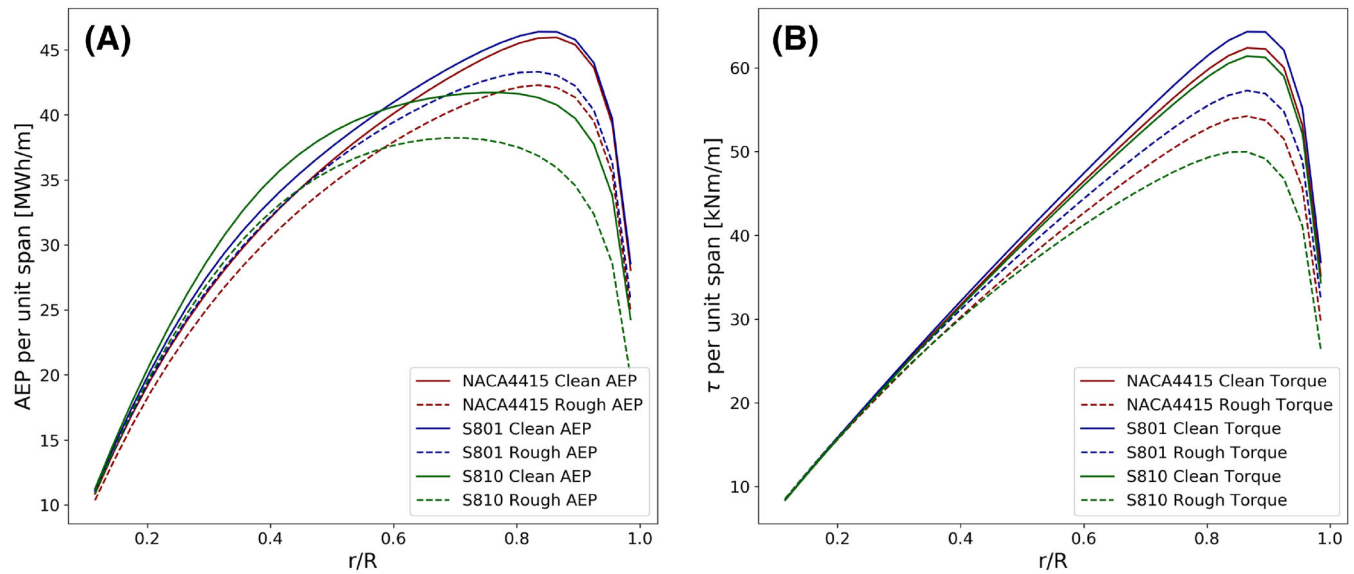 (A)
AEP per unit span [MWh/m]
45
40
35
30
25
20
15
10
0.2 0.4 0.6 0.8 1.0
r/R
NACA4415 Clean AEP
NACA4415 Rough AEP
S801 Clean AEP
S801 Rough AEP
S810 Clean AEP
S810 Rough AEP
(B)
τ per unit span [kNm/m]
60
50
40
30
20
10
0.2 0.4 0.6 0.8 1.0
r/R
NACA4415 Clean Torque
NACA4415 Rough Torque
S801 Clean Torque
S801 Rough Torque
S810 Clean Torque
S810 Rough Torque